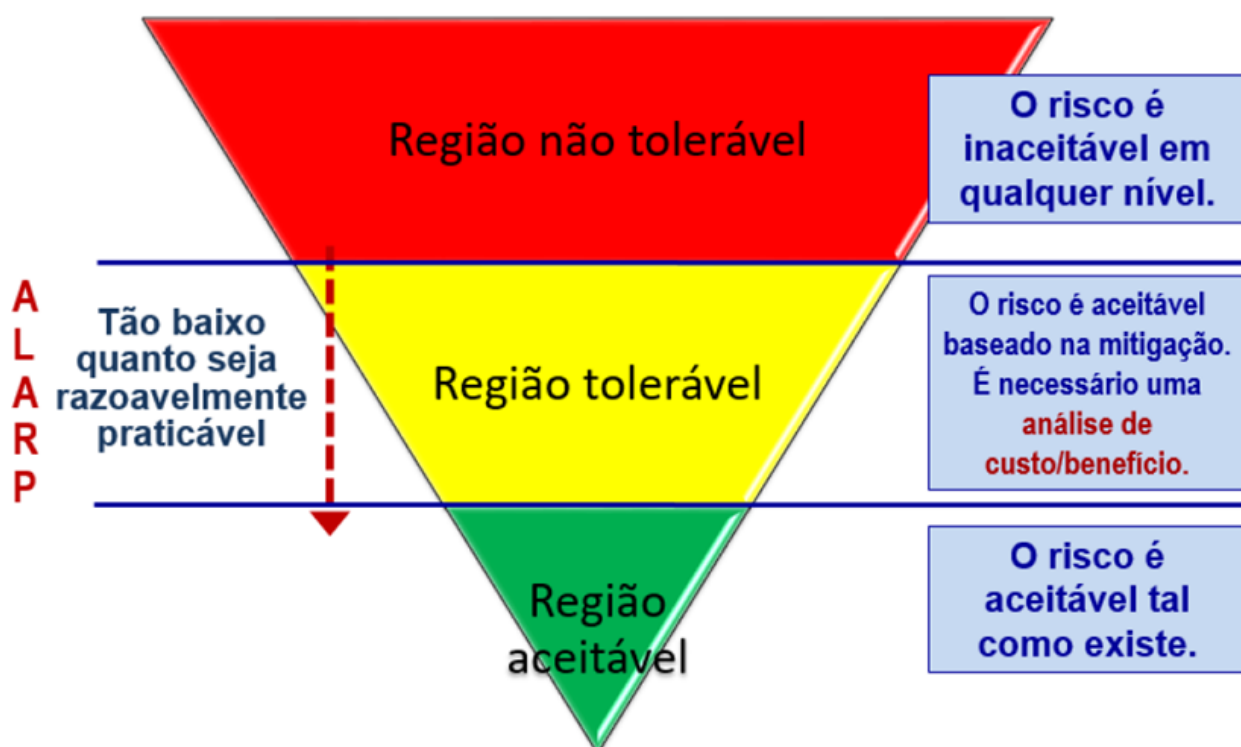 Região não tolerável
O risco é
inaceitável em
qualquer nível.
A
L
A
R
P
Tão baixo
quanto seja
razoavelmente
praticável
Região tolerável
O risco é aceitável
baseado na mitigação.
É necessário uma
análise de
custo/benefício.
Região
aceitável
O risco é
aceitável tal
como existe.